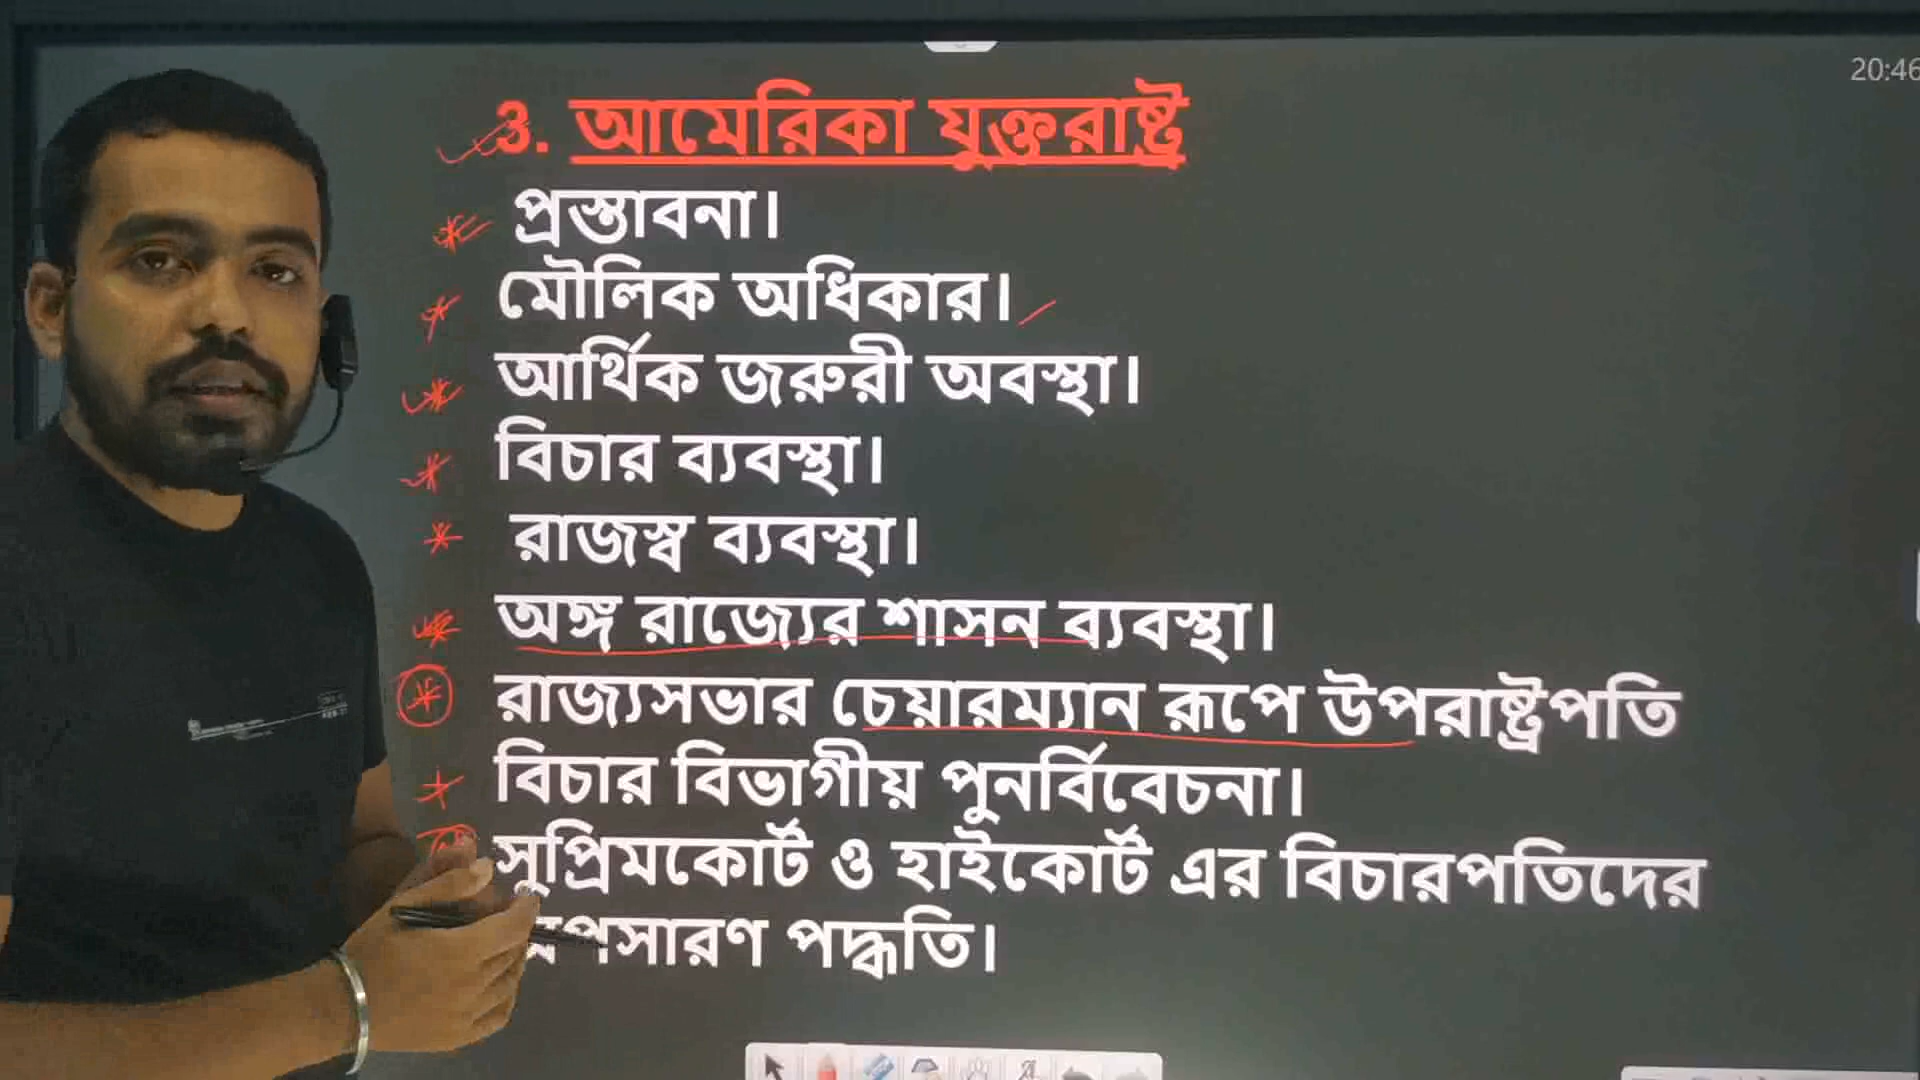 20:46
3. আমেরিকা যুক্তরাষ্ট্র
প্রস্তাবনা।
মৌলিক অধিকার।
আর্থিক জরুরী অবস্থা।
বিচার ব্যবস্থা।
রাজস্ব ব্যবস্থা।
অঙ্গ রাজ্যের শাসন ব্যবস্থা।
রাজ্যসভার চেয়ারম্যান রূপে উপরাষ্ট্রপতি
বিচার বিভাগীয় পুনর্বিবেচনা।
সুপ্রিমকোর্ট ও হাইকোর্ট এর বিচারপতিদের
পদ্ধতি।